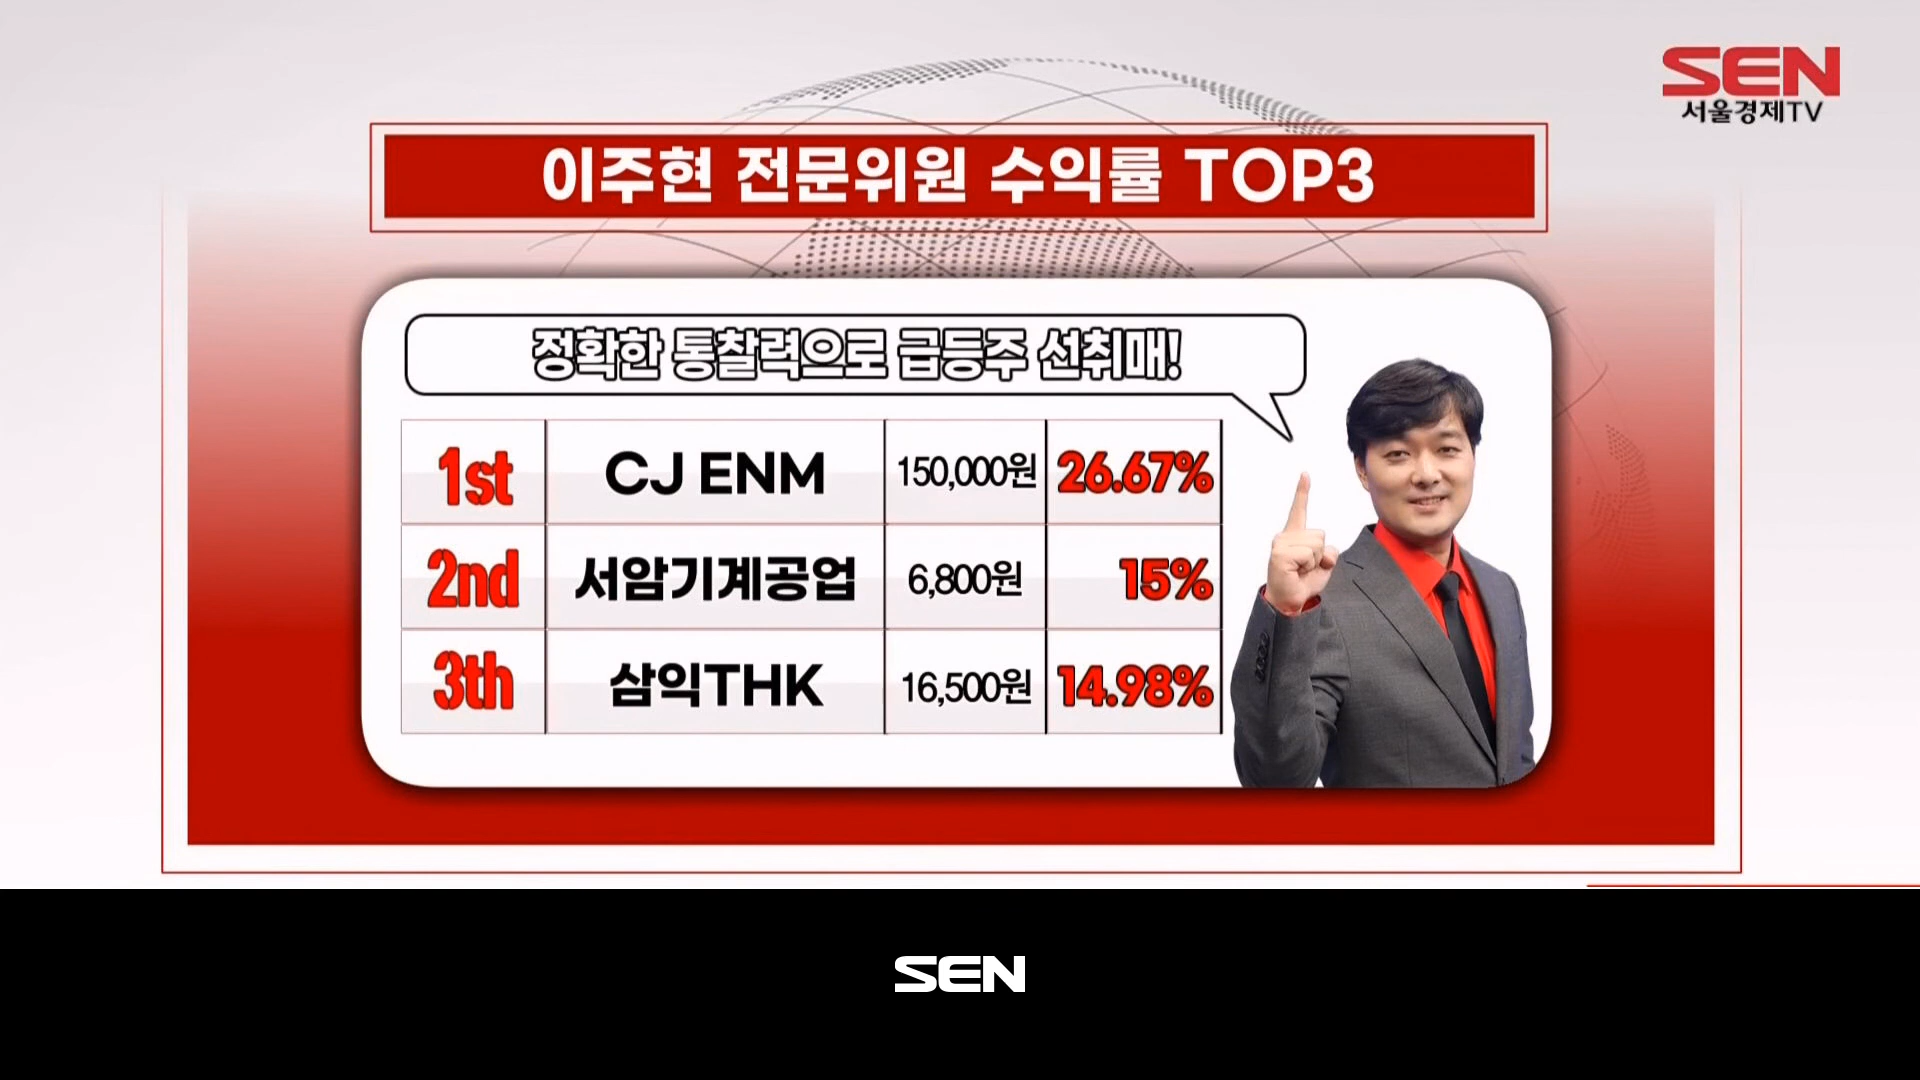 SEN
서울경제TV
이주현 전문위원 수익률 TOP3
정확한 통찰력으로 급등주 선취매!
1st CJ ENM 150,000원 26.67%
2nd 서암기계공업 6,800원 15%
3th 삼익THK 16,500원 14.98%
SEN